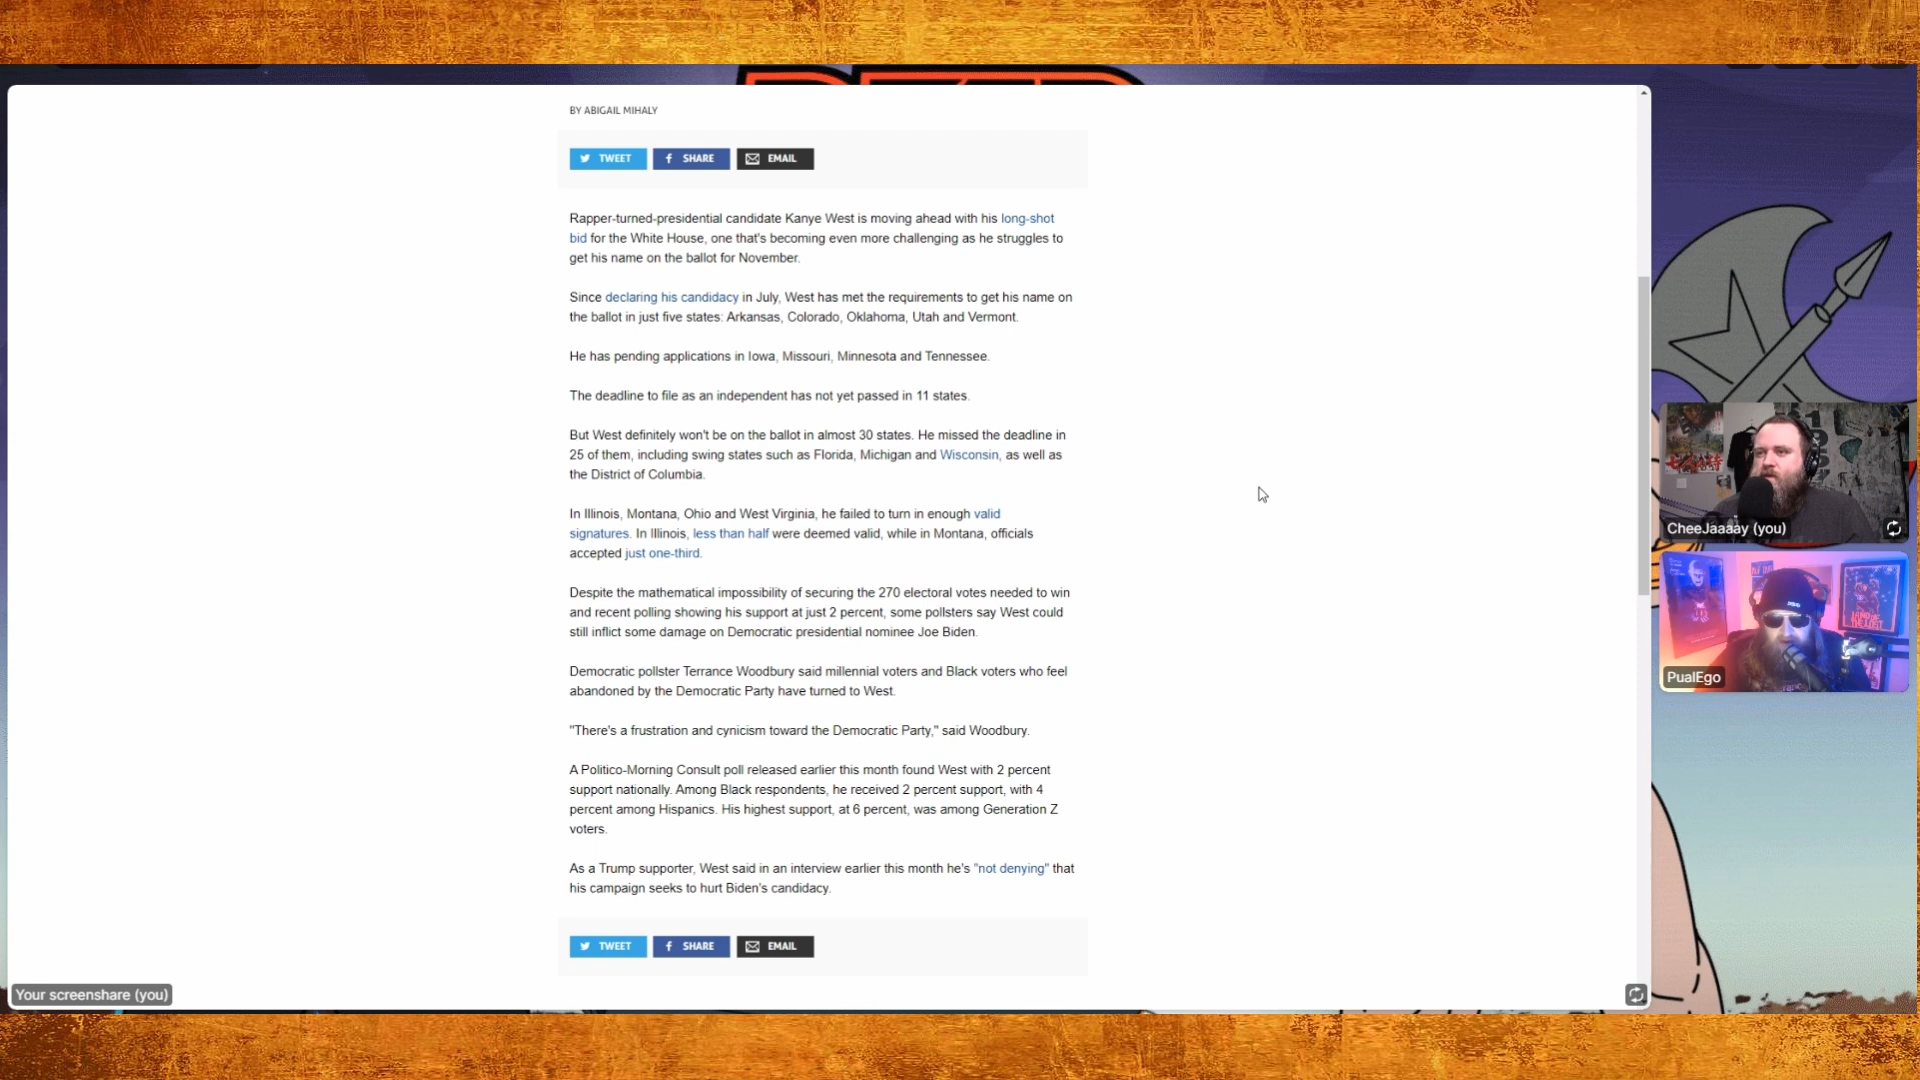 BY ABIGAIL MIHALY
TWEET SHARE EMAIL
Rapper-turned-presidential candidate Kanye West is moving ahead with his long-shot
bid for the White House, one that's becoming even more challenging as he struggles to
get his name on the ballot for November.
Since declaring his candidacy in July, West has met the requirements to get his name on
the ballot in just five states: Arkansas, Colorado, Oklahoma, Utah and Vermont.
He has pending applications in Iowa, Missouri, Minnesota and Tennessee.
The deadline to file as an independent has not yet passed in 11 states.
But West definitely won't be on the ballot in almost 30 states. He missed the deadline in
25 of them, including swing states such as Florida, Michigan and Wisconsin, as well as
the District of Columbia.
In Illinois, Montana, Ohio and West Virginia, he failed to turn in enough valid
signatures. In Illinois, less than half were deemed valid, while in Montana, officials
accepted just one-third.
Despite the mathematical impossibility of securing the 270 electoral votes needed to win
and recent polling showing his support at just 2 percent, some pollsters say West could
still inflict some damage on Democratic presidential nominee Joe Biden.
Democratic pollster Terrance Woodbury said millennial voters and Black voters who feel
abandoned by the Democratic Party have turned to West.
"There's a frustration and cynicism toward the Democratic Party," said Woodbury.
A Politico-Morning Consult poll released earlier this month found West with 2 percent
support nationally. Among Black respondents, he received 2 percent support, with 4
percent among Hispanics. His highest support, at 6 percent, was among Generation Z
voters.
As a Trump supporter, West said in an interview earlier this month he's "not denying" that
his campaign seeks to hurt Biden's candidacy.
TWEET SHARE EMAIL
Your screenshare (you)
CheeJaaaay (you)
PualEgo